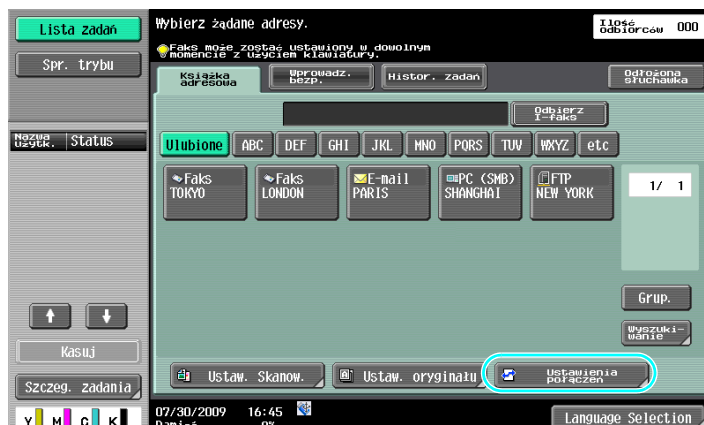 Lista zadań
Spr. trybu
Nazwa użytk.
Status
Kasuj
Szczeg. zadania
Y M C K
Wybierz żądane adresy.
Faks może zostać ustawiony w dowolnym
momencie z użyciem klawiatury.
Ilość
odbiorców 000
Książka
adresowa
Wprowadz.
bezp.
Histor. zadań
Odłożona
słuchawka
Odbierz
I-faks
Ulubione ABC DEF GHI JKL MNO PQRS TUV WXYZ etc
Faks
TOKYO
Faks
LONDON
E-mail
PARIS
PC (SMB)
SHANGHAI
FTP
NEW YORK
1/ 1
Grup.
Wyszuki-
wanie
Ustaw. Skanow.
Ustaw. oryginału
Ustawienia
połączeń
07/30/2009 16:45
Pamięć 0%
Language Selection